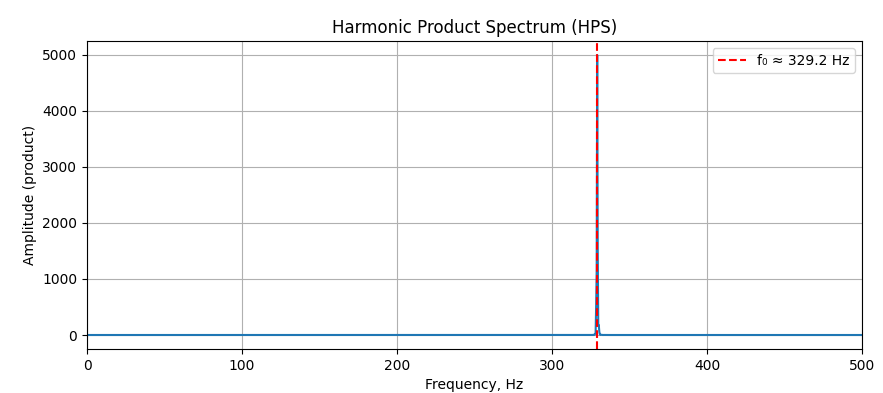 Harmonic Product Spectrum (HPS)
f₀ ≈ 329.2 Hz
Amplitude (product)
5000
4000
3000
2000
1000
0
0 100 200 300 400 500
Frequency, Hz